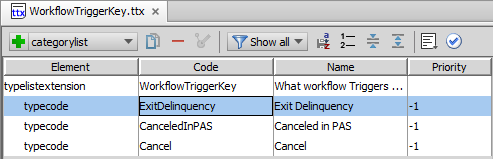 WorkflowTriggerKey.ttx ×
categorylist Show all
Element Code Name Priority
typelistextension WorkflowTriggerKey What workflow Triggers ...
typecode ExitDelinquency Exit Delinquency -1
typecode CanceledInPAS Canceled in PAS -1
typecode Cancel Cancel -1